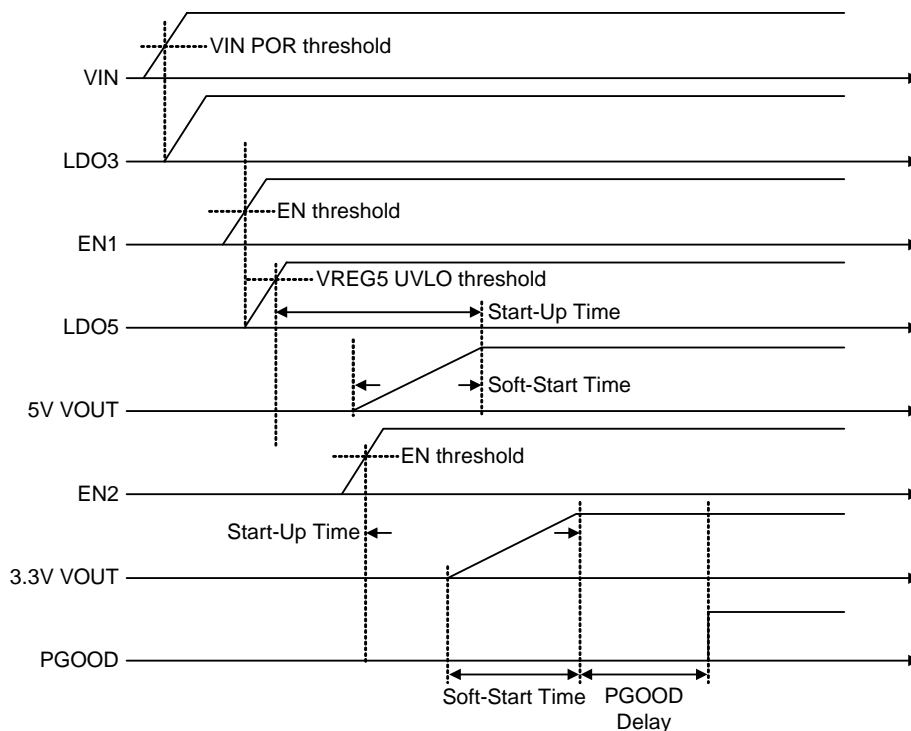 VIN POR threshold
VIN
LDO3
EN threshold
EN1
VREG5 UVLO threshold
Start-Up Time
LDO5
Soft-Start Time
5V VOUT
EN threshold
EN2
Start-Up Time
3.3V VOUT
PGOOD
Soft-Start Time
PGOOD
Delay